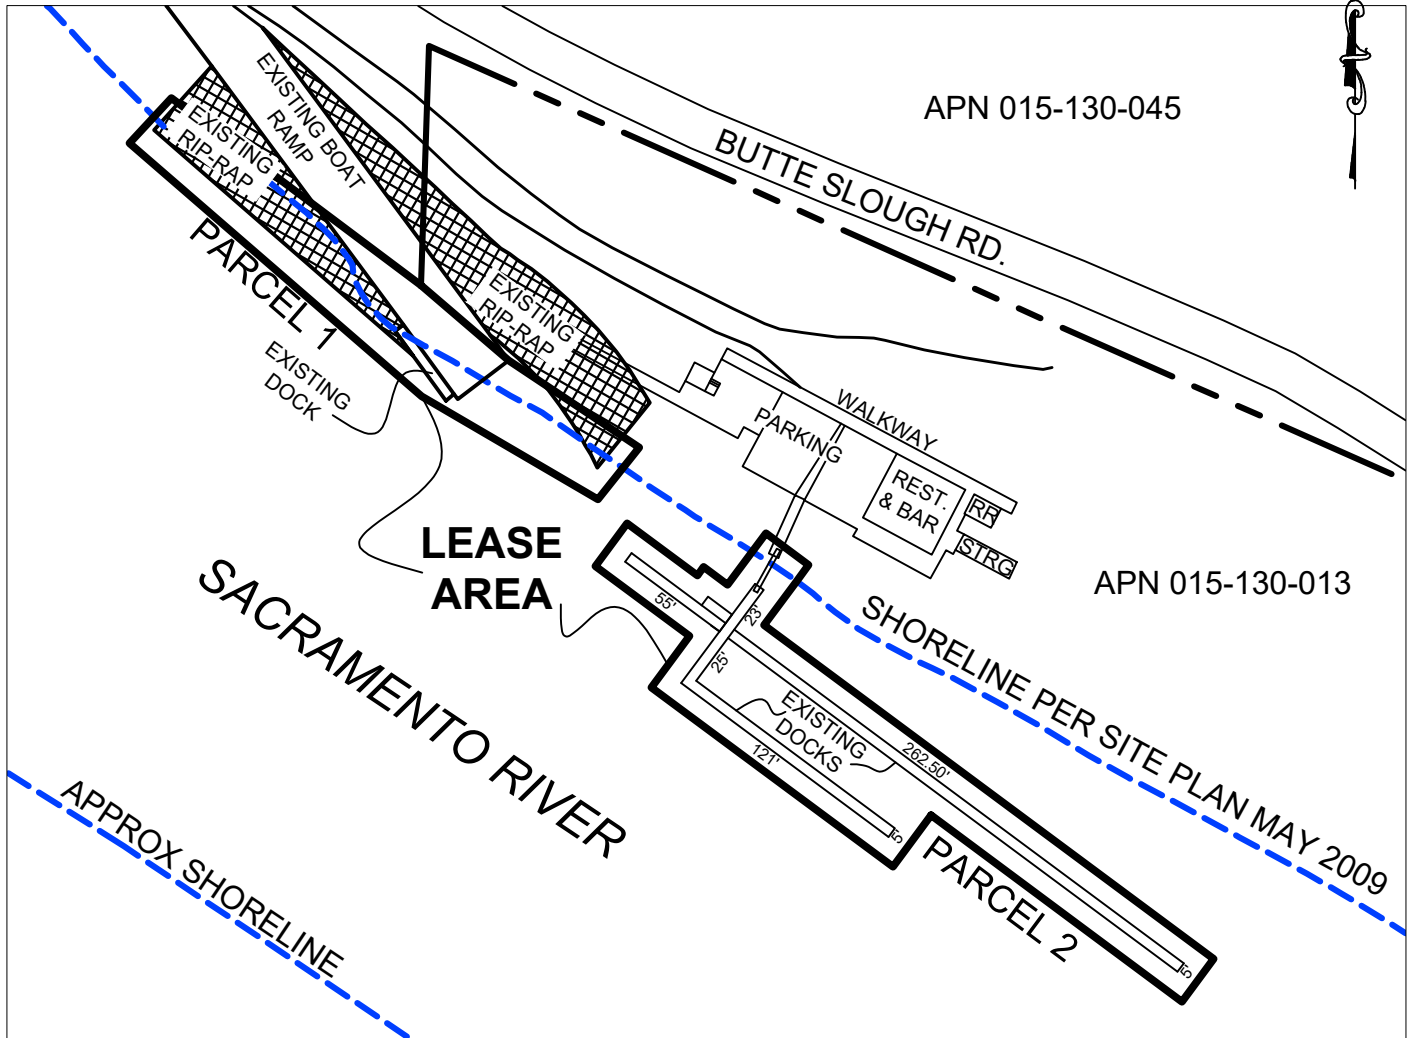 APN 015-130-045
BUTTE SLOUGH RD.
EXISTING BOAT
RAMP
EXISTING
RIP-RAP
PARCEL 1
EXISTING
RIP-RAP
EXISTING
DOCK
WALKWAY
PARKING
REST.
& BAR
RR
STRG
LEASE
AREA
APN 015-130-013
SACRAMENTO RIVER
SHORELINE PER SITE PLAN MAY 2009
55'
23'
25'
EXISTING
DOCKS
121'
262.50'
5'
5'
PARCEL 2
APPROX SHORELINE